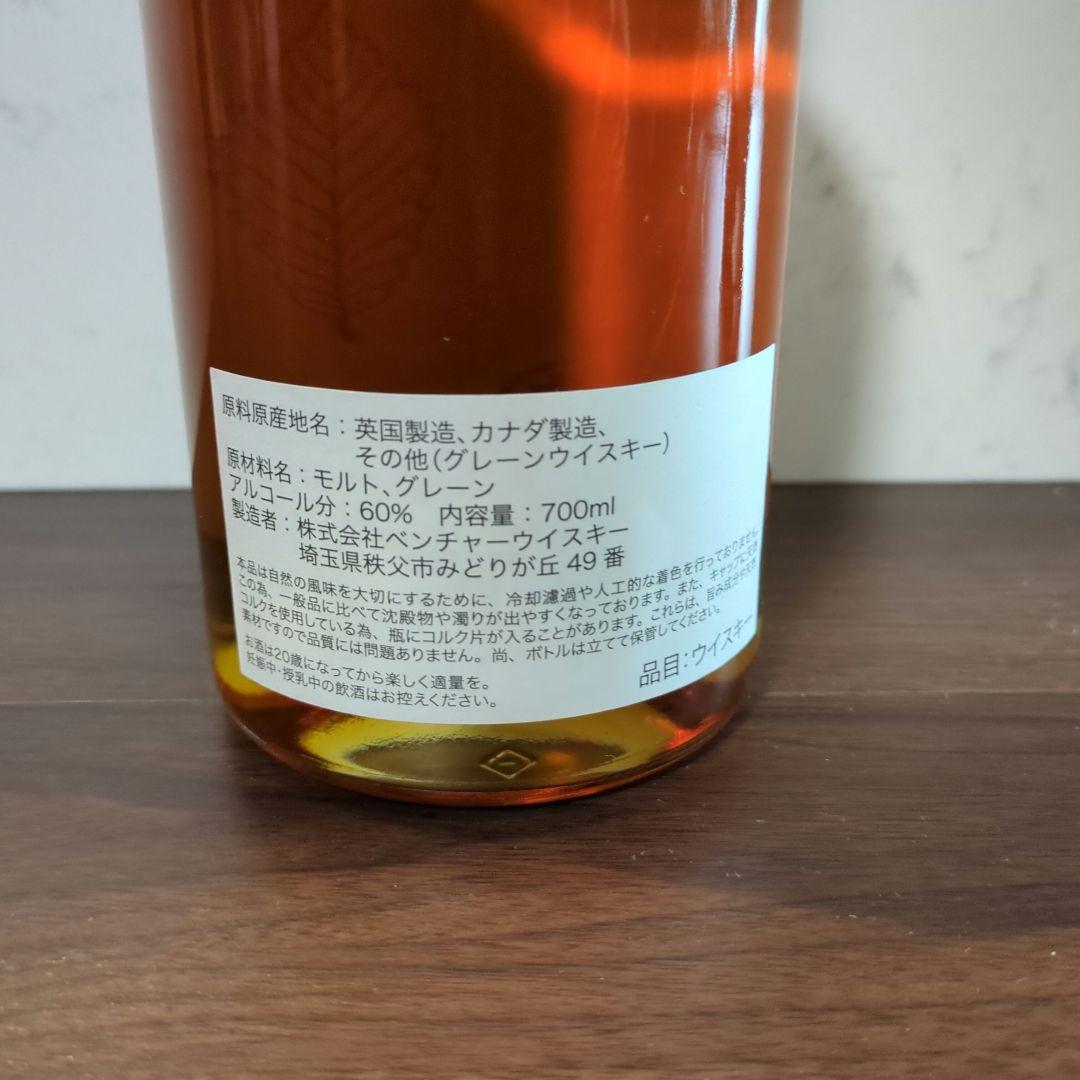 原料原産地名：英国製造、カナダ製造、
その他（グレーンウイスキー）
原材料名：モルト、グレーン
アルコール分：60%　内容量：700ml
製造者：株式会社ベンチャーウイスキー
埼玉県秩父市みどりが丘 49 番
本品は自然の風味を大切にするために、冷却濾過や人工的な着色を行っておりません。
この為、一般品に比べて沈殿物や濁りが出やすくなっております。また、キャップに天然
コルクを使用している為、瓶にコルク片が入ることがあります。これらは、旨み成分や天然
素材ですので品質には問題ありません。尚、ボトルは立てて保管してください。
お酒は20歳になってから楽しく適量を。
妊娠中・授乳中の飲酒はお控えください。
品目：ウイスキー